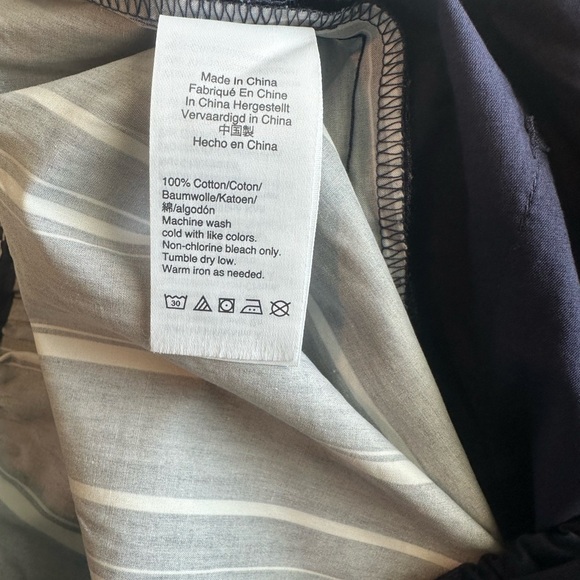 Made In China
Fabriqué En Chine
In China Hergestellt
Vervaardigd in China
中国製
Hecho en China
100% Cotton/Coton/
Baumwolle/Katoen/
綿/algodón
Machine wash
cold with like colors.
Non-chlorine bleach only.
Tumble dry low.
Warm iron as needed.
30